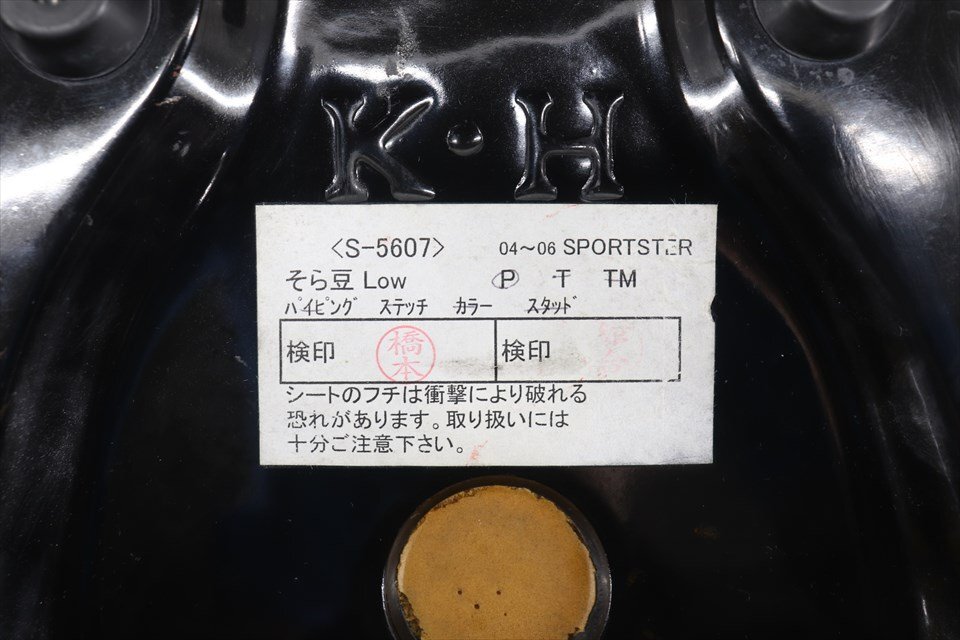 K・H
<S-5607> 04～06 SPORTSTER
そら豆 Low P T TM
ﾊﾟｲﾋﾟﾝｸﾞ ｽﾃｯﾁ ｶﾗｰ ｽﾀｯﾄﾞ
検印 橋本 検印
シートのフチは衝撃により破れる
恐れがあります。取り扱いには
十分ご注意下さい。